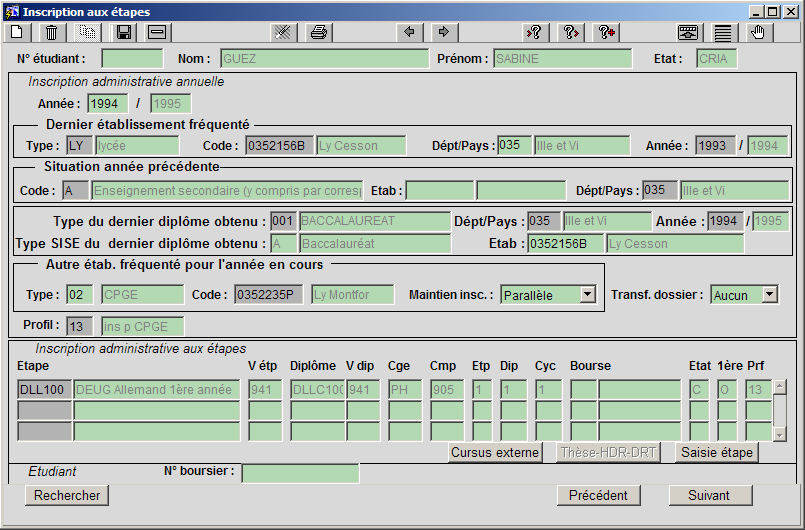 Inscription aux étapes
N° étudiant : Nom : GUEZ Prénom : SABINE Etat : CRIA
Inscription administrative annuelle
Année : 1994 / 1995
Dernier établissement fréquenté
Type : LY lycée Code : 0352156B Ly Cesson Dépt/Pays : 035 Ille et Vi Année : 1993 / 1994
Situation année précédente
Code : A Enseignement secondaire (y compris par corresp Etab : Dépt/Pays : 035 Ille et Vi
Type du dernier diplôme obtenu : 001 BACCALAUREAT Dépt/Pays : 035 Ille et Vi Année : 1994 / 1995
Type SISE du dernier diplôme obtenu : A Baccalauréat Etab : 0352156B Ly Cesson
Autre étab. fréquenté pour l'année en cours
Type : 02 CPGE Code : 0352235P Ly Montfor Maintien insc. : Parallèle Transf. dossier : Aucun
Profil : 13 ins p CPGE
Inscription administrative aux étapes
Etape V étp Diplôme V dip Cge Cmp Etp Dip Cyc Bourse Etat 1ère Prf
DLL100 DEUG Allemand 1ère année 941 DLLC100 941 PH 905 1 1 1 C O 13
Cursus externe Thèse-HDR-DRT Saisie étape
Etudiant N° boursier :
Rechercher Précédent Suivant